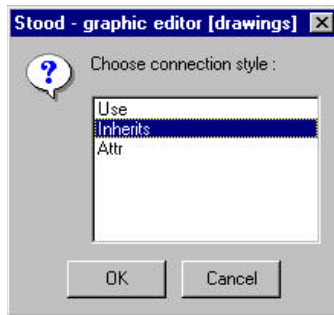 Stood - graphic editor [drawings]
Choose connection style :
Use
Inherits
Attr
OK
Cancel